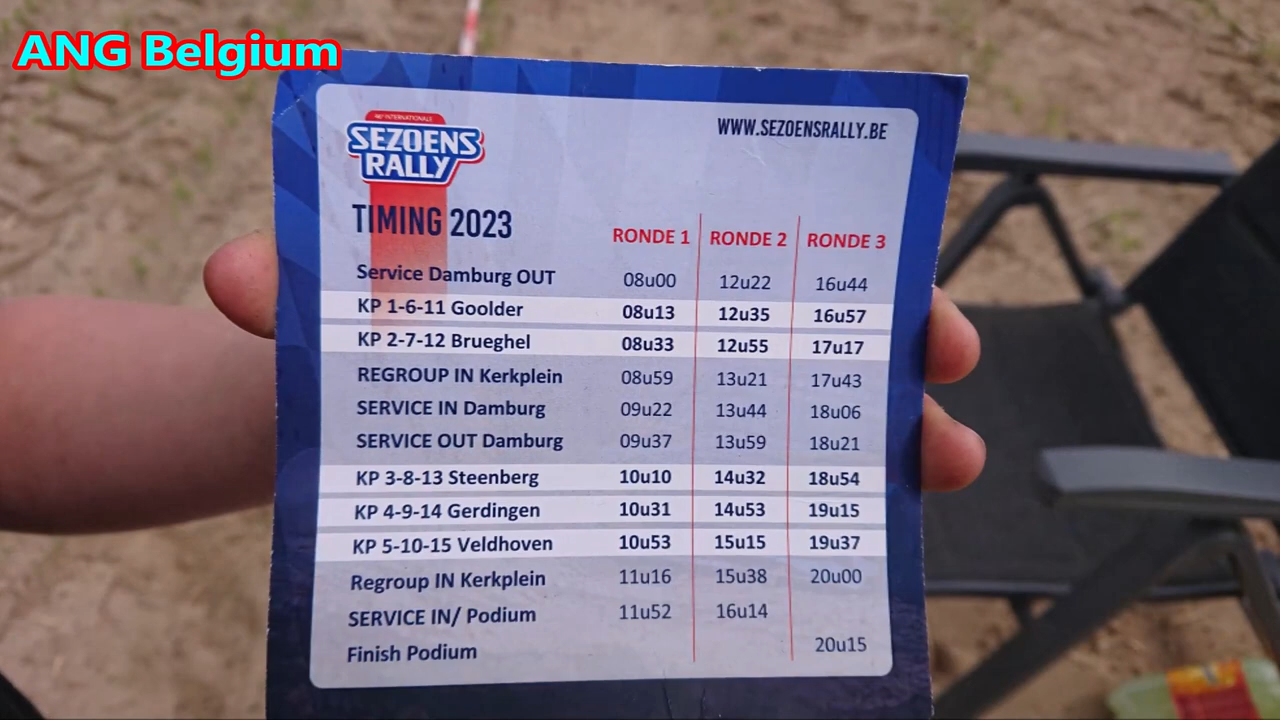 ANG Belgium
46e INTERNATIONALE
SEZOENS
RALLY
WWW.SEZOENSRALLY.BE
TIMING 2023
RONDE 1 RONDE 2 RONDE 3
Service Damburg OUT 08u00 12u22 16u44
KP 1-6-11 Goolder 08u13 12u35 16u57
KP 2-7-12 Brueghel 08u33 12u55 17u17
REGROUP IN Kerkplein 08u59 13u21 17u43
SERVICE IN Damburg 09u22 13u44 18u06
SERVICE OUT Damburg 09u37 13u59 18u21
KP 3-8-13 Steenberg 10u10 14u32 18u54
KP 4-9-14 Gerdingen 10u31 14u53 19u15
KP 5-10-15 Veldhoven 10u53 15u15 19u37
Regroup IN Kerkplein 11u16 15u38 20u00
SERVICE IN/ Podium 11u52 16u14
Finish Podium 20u15